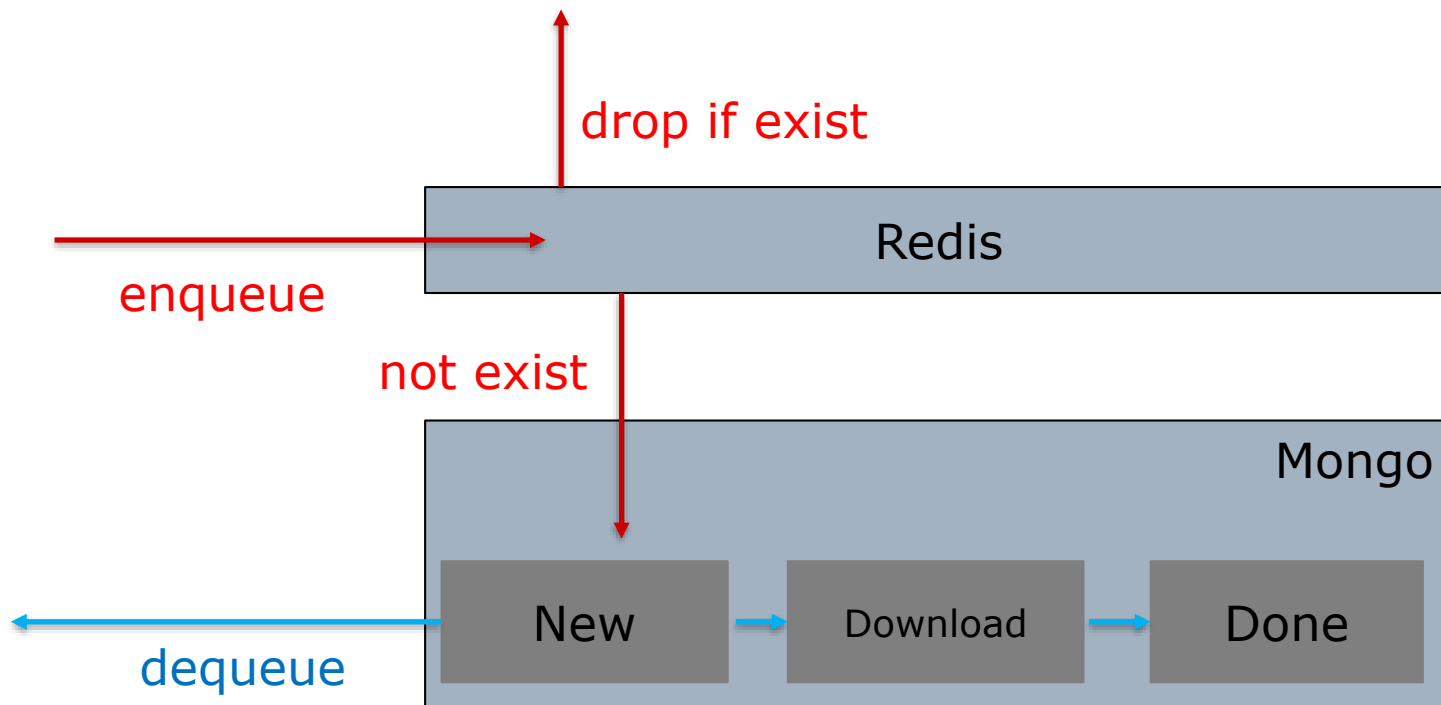 drop if exist
Redis
enqueue
not exist
Mongo
New
Download
Done
dequeue